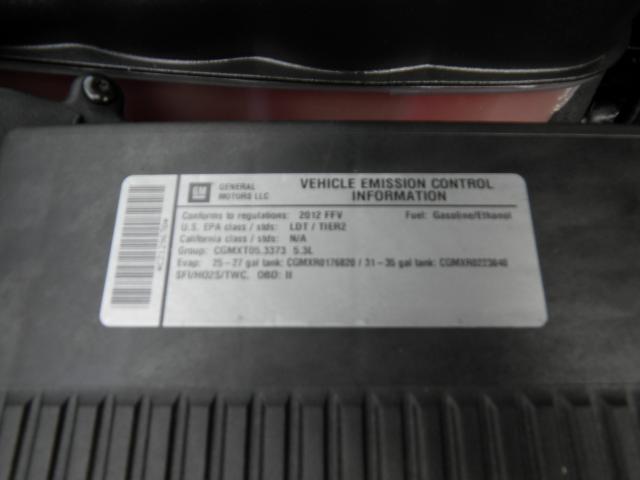 GM
GENERAL
MOTORS LLC
VEHICLE EMISSION CONTROL
INFORMATION
Conforms to regulations: 2012 FFV Fuel: Gasoline/Ethanol
U.S. EPA class / stds: LDT / TIER2
California class / stds: N/A
Group: CGMXT05.3373 5.3L
Evap: 25-27 gal tank: CGMXR0176820 / 31-35 gal tank: CGMXR0223840
SFI/HO2S/TWC, OBD: II